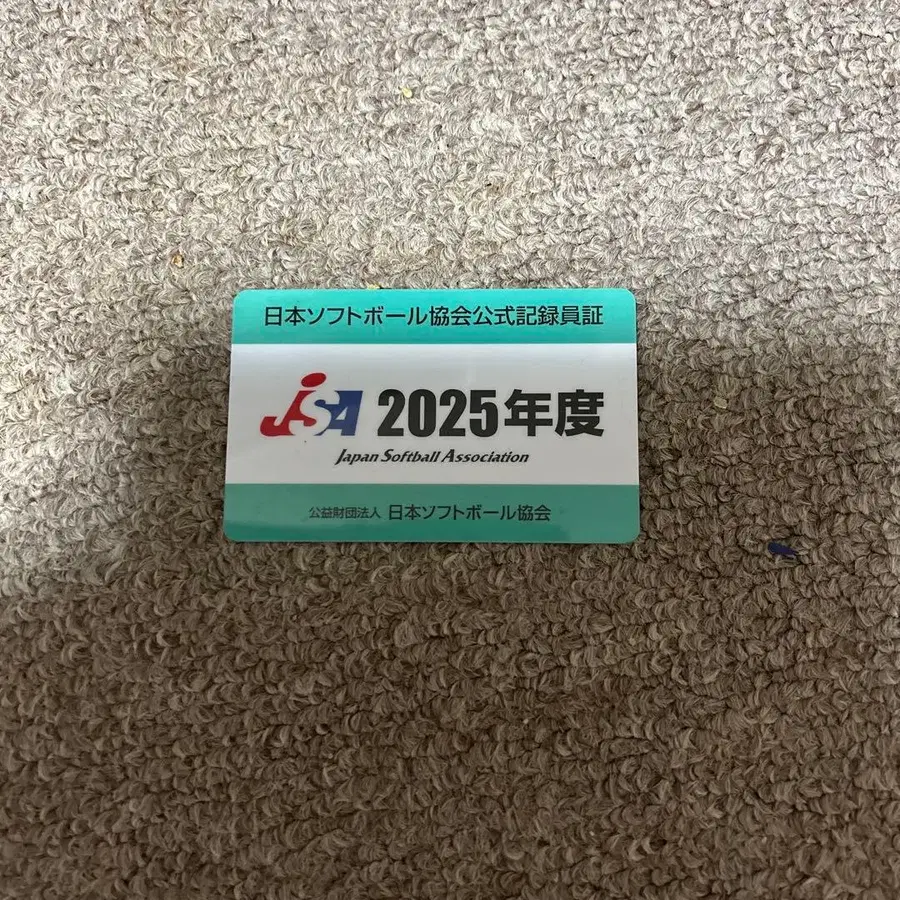 日本ソフトボール協会公式記録員証
JSA 2025年度
Japan Softball Association
公益財団法人 日本ソフトボール協会